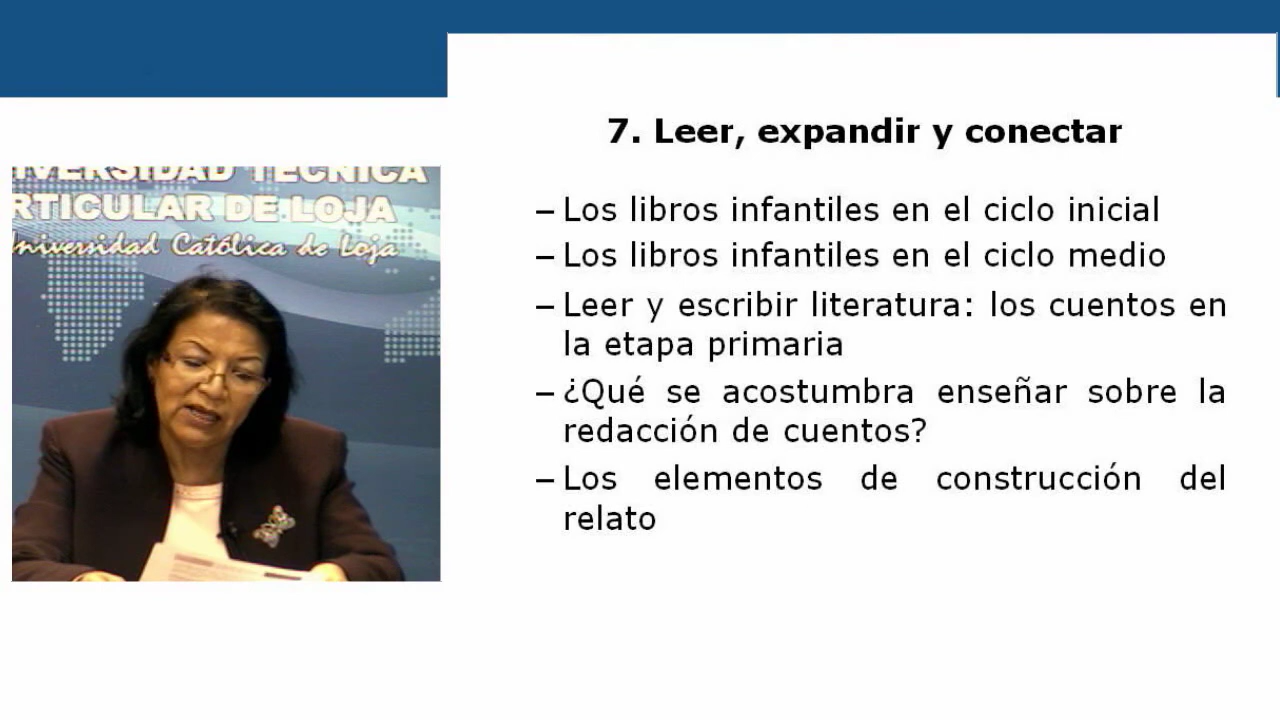 IVERSIDAD TECNICA
RTICULAR DE LOJA
niversidad Católica de Loja
7. Leer, expandir y conectar
– Los libros infantiles en el ciclo inicial
– Los libros infantiles en el ciclo medio
– Leer y escribir literatura: los cuentos en
la etapa primaria
– ¿Qué se acostumbra enseñar sobre la
redacción de cuentos?
– Los elementos de construcción del
relato